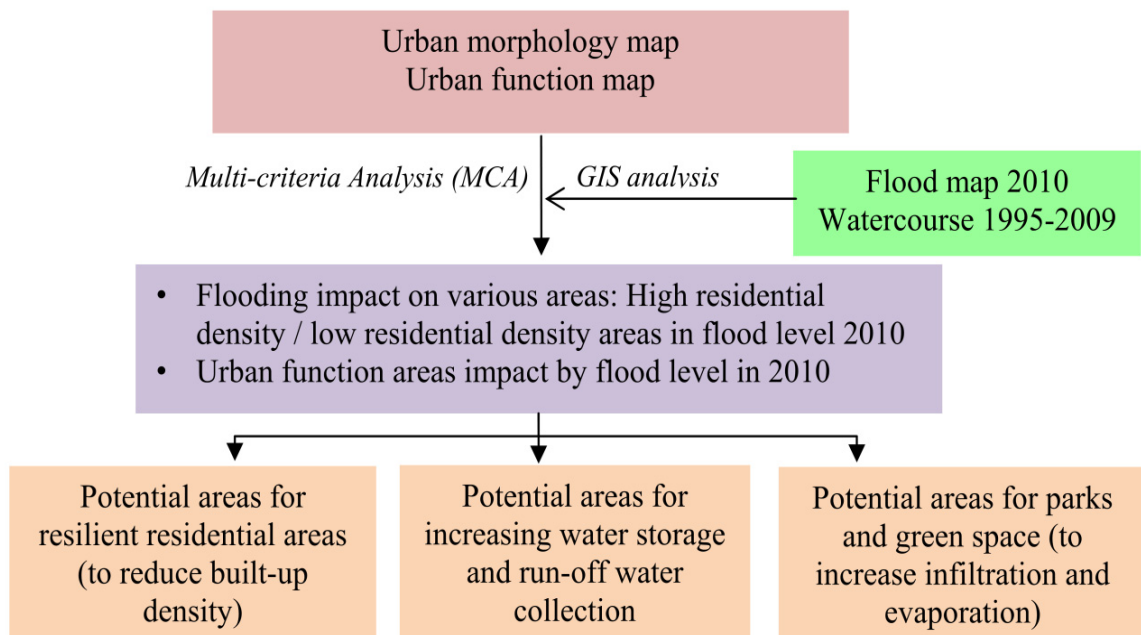 Urban morphology map
Urban function map
Multi-criteria Analysis (MCA)
GIS analysis
Flood map 2010
Watercourse 1995-2009
• Flooding impact on various areas: High residential
density / low residential density areas in flood level 2010
• Urban function areas impact by flood level in 2010
Potential areas for
resilient residential areas
(to reduce built-up
density)
Potential areas for
increasing water storage
and run-off water
collection
Potential areas for parks
and green space (to
increase infiltration and
evaporation)